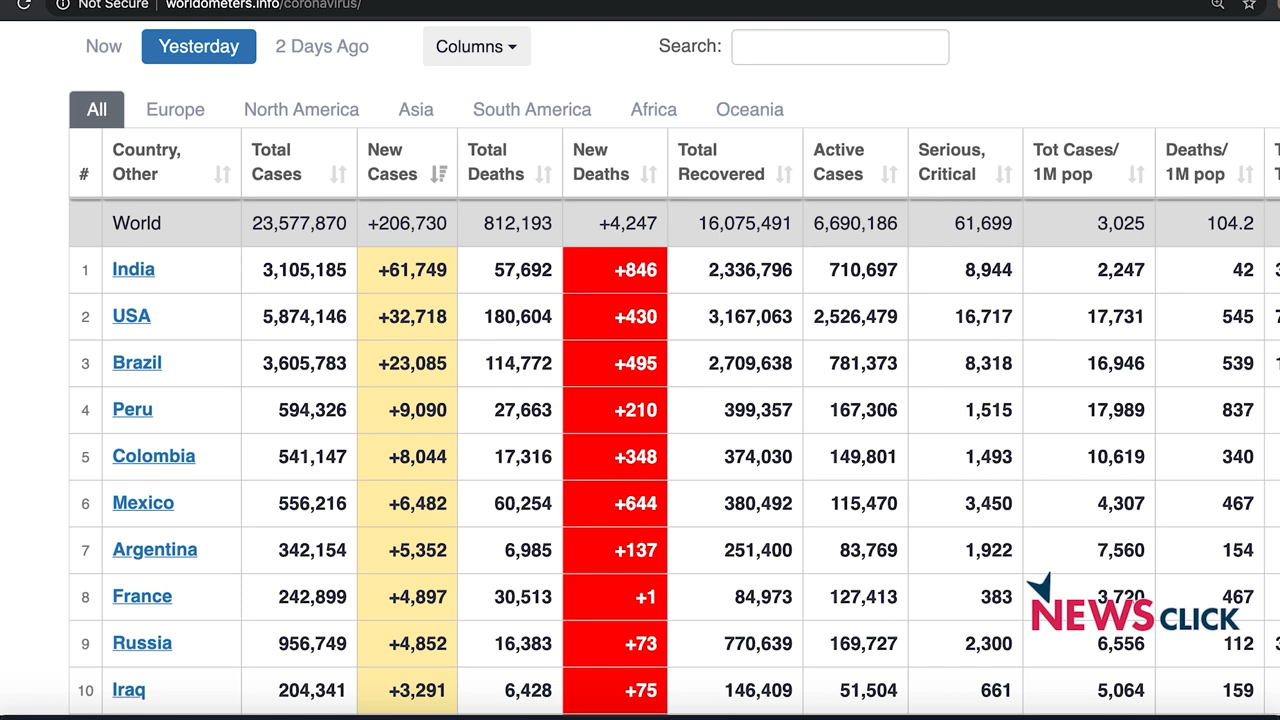 Not Secure | worldometers.info/coronavirus/
Now Yesterday 2 Days Ago Columns Search:
All Europe North America Asia South America Africa Oceania
# Country, Other Total Cases New Cases Total Deaths New Deaths Total Recovered Active Cases Serious, Critical Tot Cases/ 1M pop Deaths/ 1M pop
World 23,577,870 +206,730 812,193 +4,247 16,075,491 6,690,186 61,699 3,025 104.2
1 India 3,105,185 +61,749 57,692 +846 2,336,796 710,697 8,944 2,247 42
2 USA 5,874,146 +32,718 180,604 +430 3,167,063 2,526,479 16,717 17,731 545
3 Brazil 3,605,783 +23,085 114,772 +495 2,709,638 781,373 8,318 16,946 539
4 Peru 594,326 +9,090 27,663 +210 399,357 167,306 1,515 17,989 837
5 Colombia 541,147 +8,044 17,316 +348 374,030 149,801 1,493 10,619 340
6 Mexico 556,216 +6,482 60,254 +644 380,492 115,470 3,450 4,307 467
7 Argentina 342,154 +5,352 6,985 +137 251,400 83,769 1,922 7,560 154
8 France 242,899 +4,897 30,513 +1 84,973 127,413 383 3,720 467
NEWSCLICK
9 Russia 956,749 +4,852 16,383 +73 770,639 169,727 2,300 6,556 112
10 Iraq 204,341 +3,291 6,428 +75 146,409 51,504 661 5,064 159